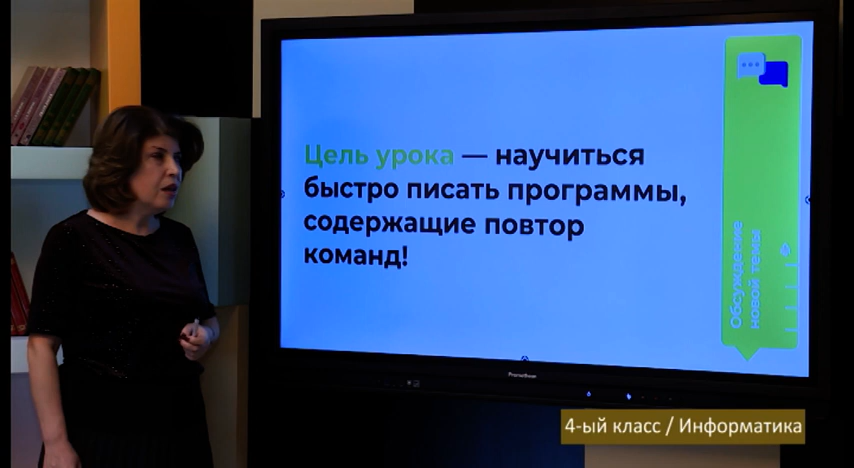 Цель урока — научиться
быстро писать программы,
содержащие повтор
команд!
Обсуждение
новой темы
4-ый класс / Информатика